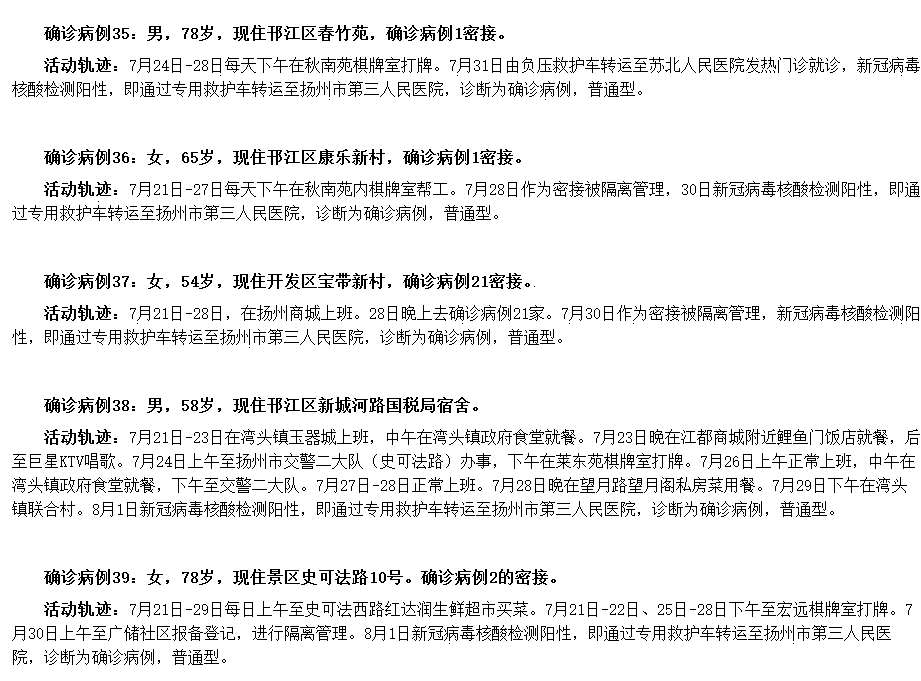 确诊病例35：男，78岁，现住邗江区春竹苑，确诊病例1密接。
活动轨迹：7月24日-28日每天下午在秋南苑棋牌室打牌。7月31日由负压救护车转运至苏北人民医院发热门诊就诊，新冠病毒
核酸检测阳性，即通过专用救护车转运至扬州市第三人民医院，诊断为确诊病例，普通型。
确诊病例36：女，65岁，现住邗江区康乐新村，确诊病例1密接。
活动轨迹：7月21日-27日每天下午在秋南苑内棋牌室帮工。7月28日作为密接被隔离管理，30日新冠病毒核酸检测阳性，即通
过专用救护车转运至扬州市第三人民医院，诊断为确诊病例，普通型。
确诊病例37：女，54岁，现住开发区宝带新村，确诊病例21密接。
活动轨迹：7月21日-28日，在扬州商城上班。28日晚上去确诊病例21家。7月30日作为密接被隔离管理，新冠病毒核酸检测阳
性，即通过专用救护车转运至扬州市第三人民医院，诊断为确诊病例，普通型。
确诊病例38：男，58岁，现住邗江区新城河路国税局宿舍。
活动轨迹：7月21日-23日在湾头镇玉器城上班，中午在湾头镇政府食堂就餐。7月23日晚在江都商城附近鲤鱼门饭店就餐，后
至巨星KTV唱歌。7月24日上午至扬州市交警二大队（史可法路）办事，下午在莱东苑棋牌室打牌。7月26日上午正常上班，中午在
湾头镇政府食堂就餐，下午至交警二大队。7月27日-28日正常上班。7月28日晚在望月路望月阁私房菜用餐。7月29日下午在湾头
镇联合村。8月1日新冠病毒核酸检测阳性，即通过专用救护车转运至扬州市第三人民医院，诊断为确诊病例，普通型。
确诊病例39：女，78岁，现住景区史可法路10号。确诊病例2的密接。
活动轨迹：7月21日-29日每日上午至史可法西路红达润生鲜超市买菜。7月21日-22日、25日-28日下午至宏远棋牌室打牌。7
月30日上午至广储社区报备登记，进行隔离管理。8月1日新冠病毒核酸检测阳性，即通过专用救护车转运至扬州市第三人民医
院，诊断为确诊病例，普通型。